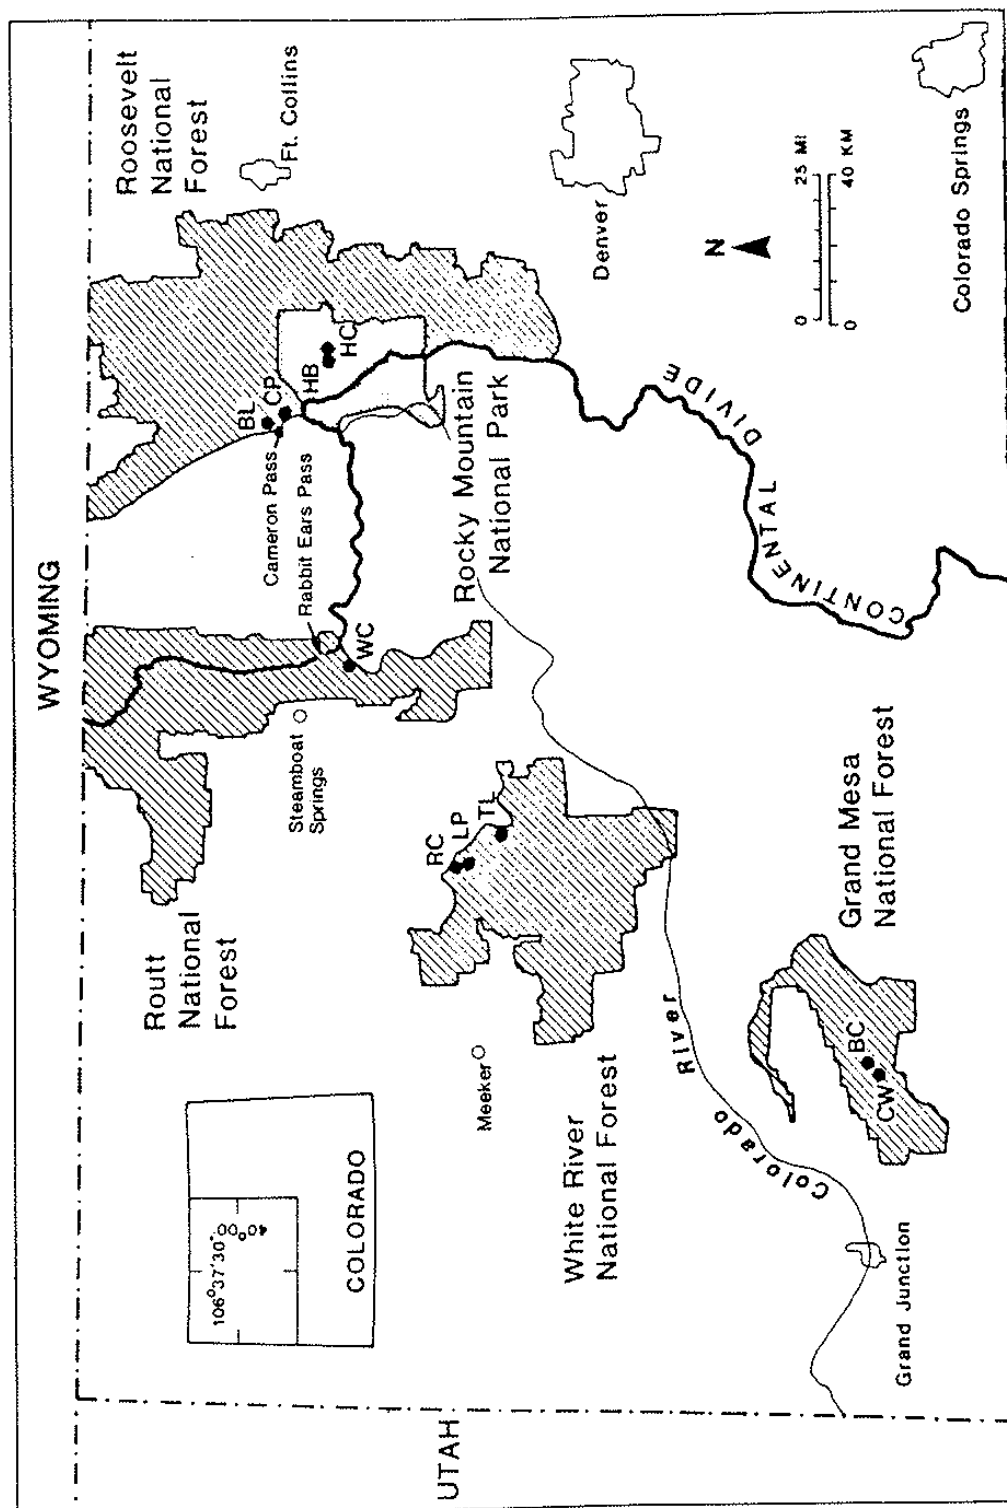 WYOMING
UTAH
COLORADO
106°37'30"
40°00'
Routt
National
Forest
Steamboat
Springs
Rabbit Ears Pass
Cameron Pass
WC
BL
CP
HB
HC
Roosevelt
National
Forest
Ft. Collins
Rocky Mountain
National Park
Meeker
RC
LP
TL
White River
National Forest
Colorado River
Grand Mesa
National Forest
BC
CW
Grand Junction
CONTINENTAL DIVIDE
Denver
N
0 25 MI
0 40 KM
Colorado Springs